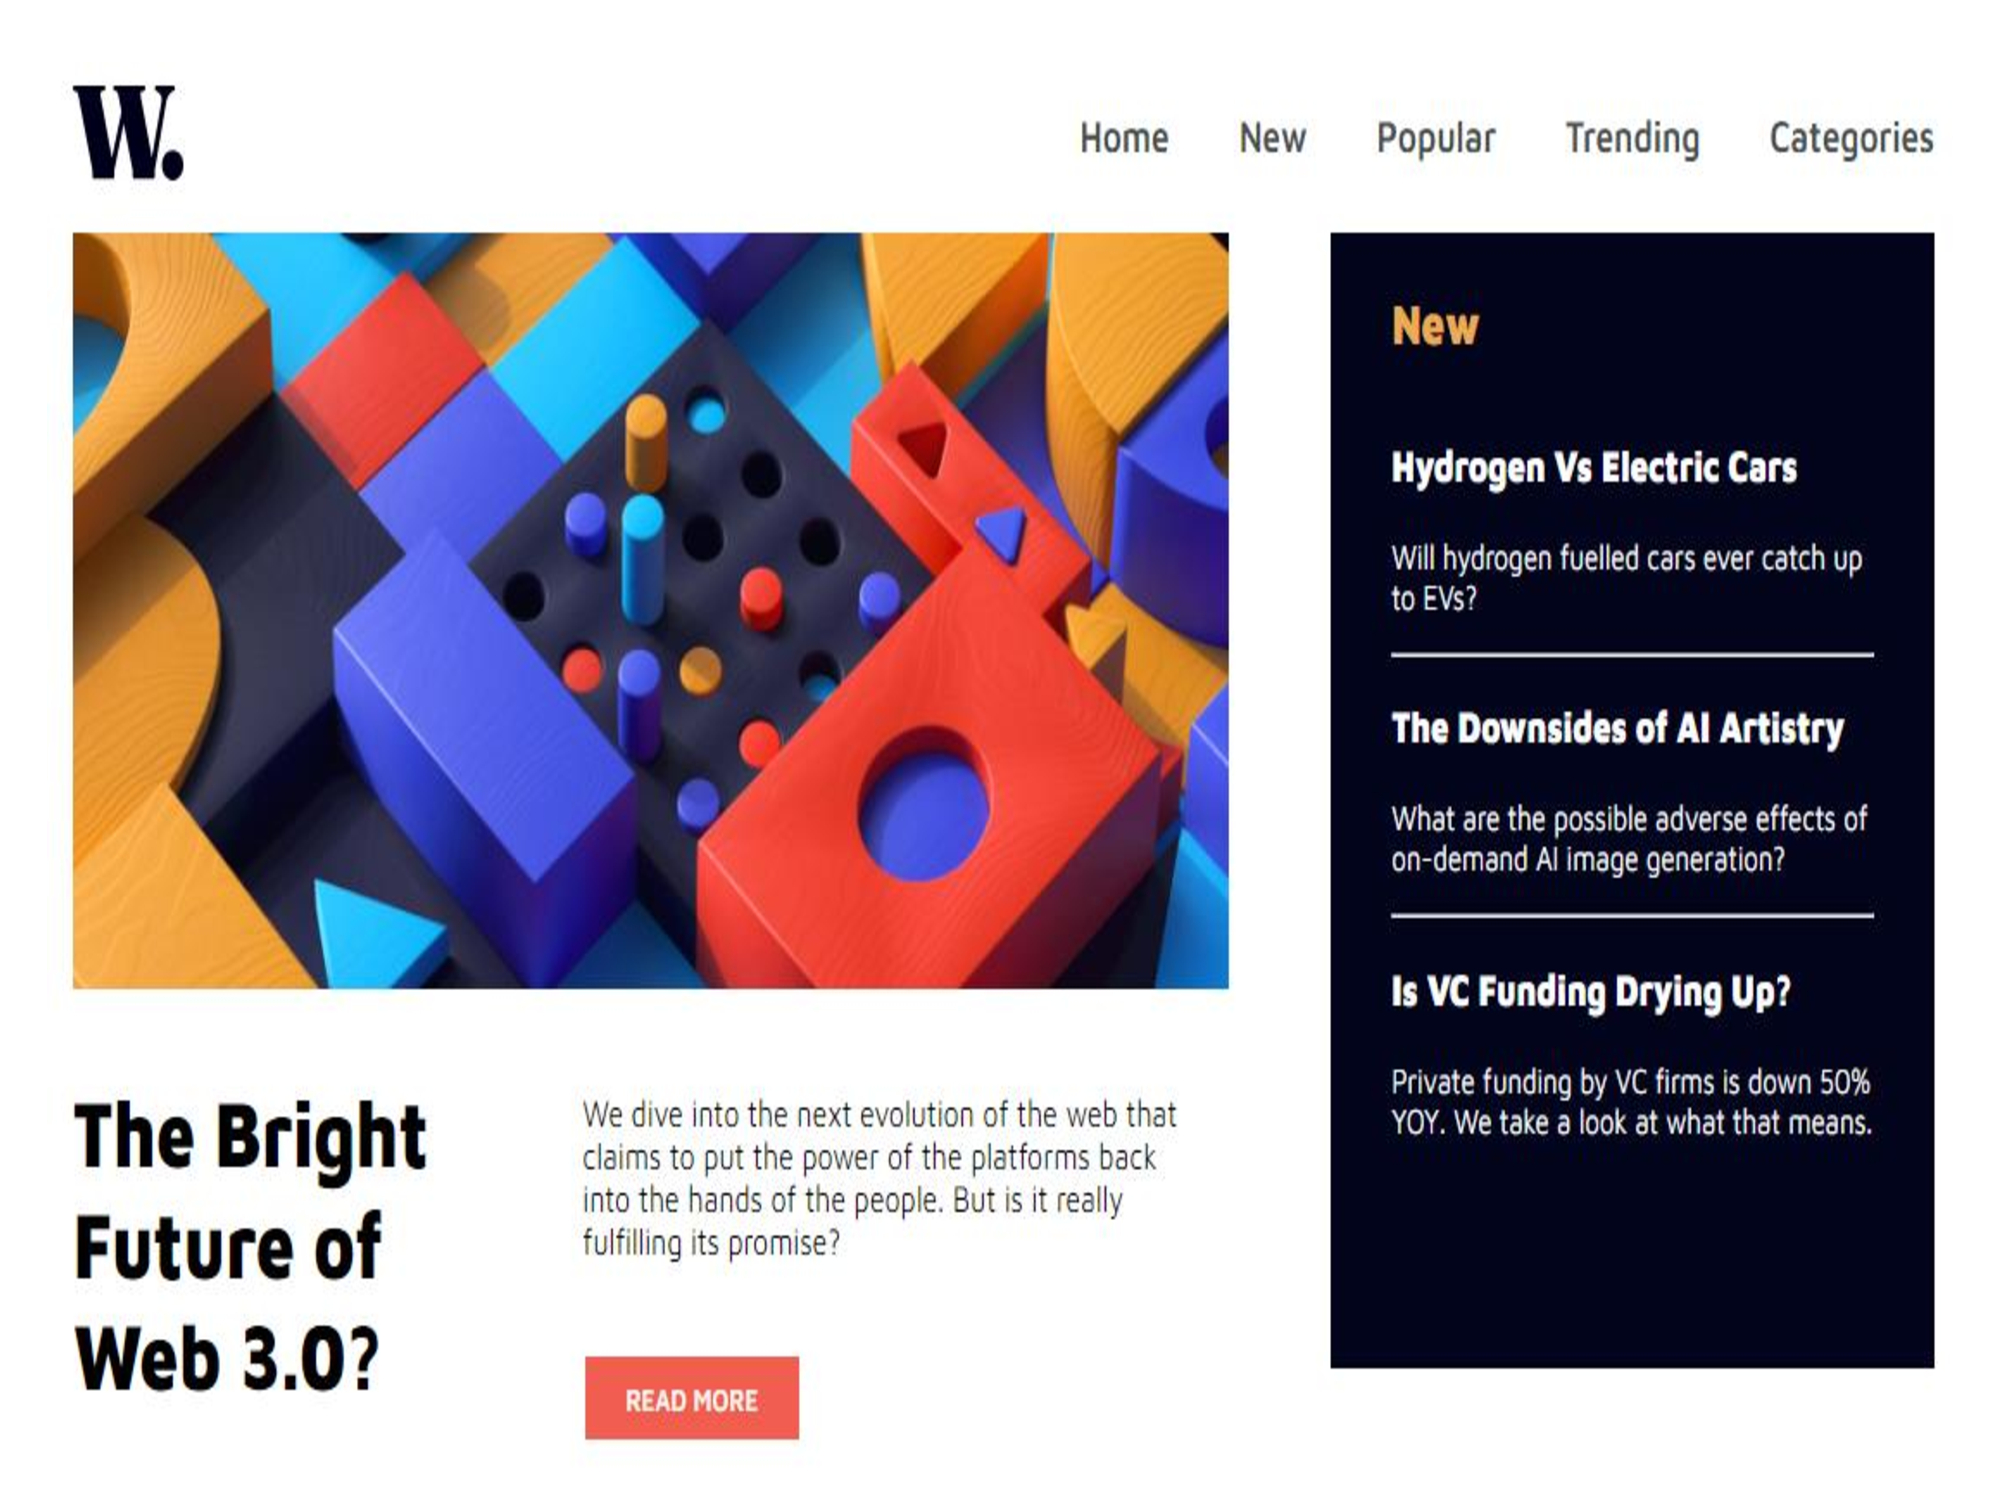 W.
Home New Popular Trending Categories
New
Hydrogen Vs Electric Cars
Will hydrogen fuelled cars ever catch up
to EVs?
The Downsides of AI Artistry
What are the possible adverse effects of
on-demand AI image generation?
Is VC Funding Drying Up?
Private funding by VC firms is down 50%
YOY. We take a look at what that means.
The Bright
Future of
Web 3.0?
We dive into the next evolution of the web that
claims to put the power of the platforms back
into the hands of the people. But is it really
fulfilling its promise?
READ MORE